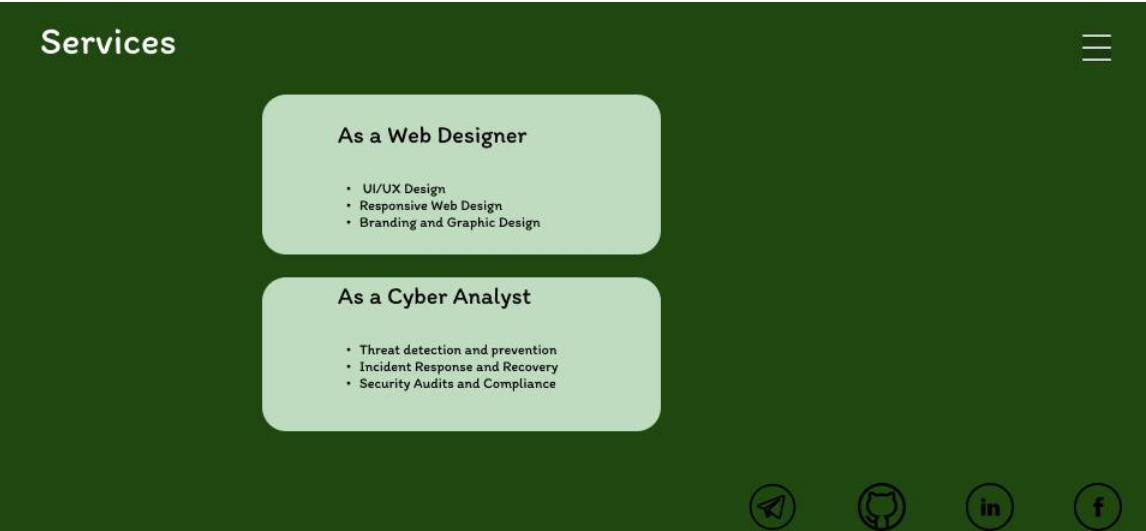 Services
As a Web Designer
• UI/UX Design
• Responsive Web Design
• Branding and Graphic Design
As a Cyber Analyst
• Threat detection and prevention
• Incident Response and Recovery
• Security Audits and Compliance
in f